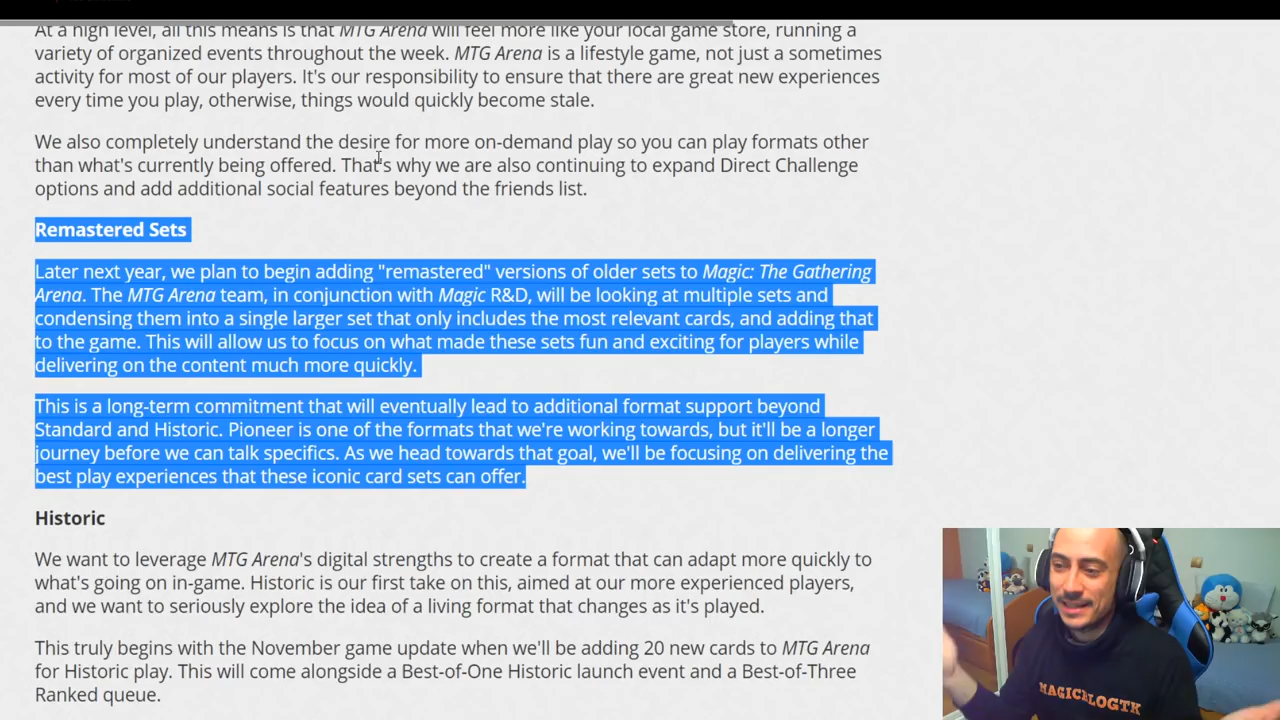 At a high level, all this means is that MTG Arena will feel more like your local game store, running a
variety of organized events throughout the week. MTG Arena is a lifestyle game, not just a sometimes
activity for most of our players. It's our responsibility to ensure that there are great new experiences
every time you play, otherwise, things would quickly become stale.
We also completely understand the desire for more on-demand play so you can play formats other
than what's currently being offered. That's why we are also continuing to expand Direct Challenge
options and add additional social features beyond the friends list.
Remastered Sets
Later next year, we plan to begin adding "remastered" versions of older sets to Magic: The Gathering
Arena. The MTG Arena team, in conjunction with Magic R&D, will be looking at multiple sets and
condensing them into a single larger set that only includes the most relevant cards, and adding that
to the game. This will allow us to focus on what made these sets fun and exciting for players while
delivering on the content much more quickly.
This is a long-term commitment that will eventually lead to additional format support beyond
Standard and Historic. Pioneer is one of the formats that we're working towards, but it'll be a longer
journey before we can talk specifics. As we head towards that goal, we'll be focusing on delivering the
best play experiences that these iconic card sets can offer.
Historic
We want to leverage MTG Arena's digital strengths to create a format that can adapt more quickly to
what's going on in-game. Historic is our first take on this, aimed at our more experienced players,
and we want to seriously explore the idea of a living format that changes as it's played.
This truly begins with the November game update when we'll be adding 20 new cards to MTG Arena
for Historic play. This will come alongside a Best-of-One Historic launch event and a Best-of-Three
Ranked queue.